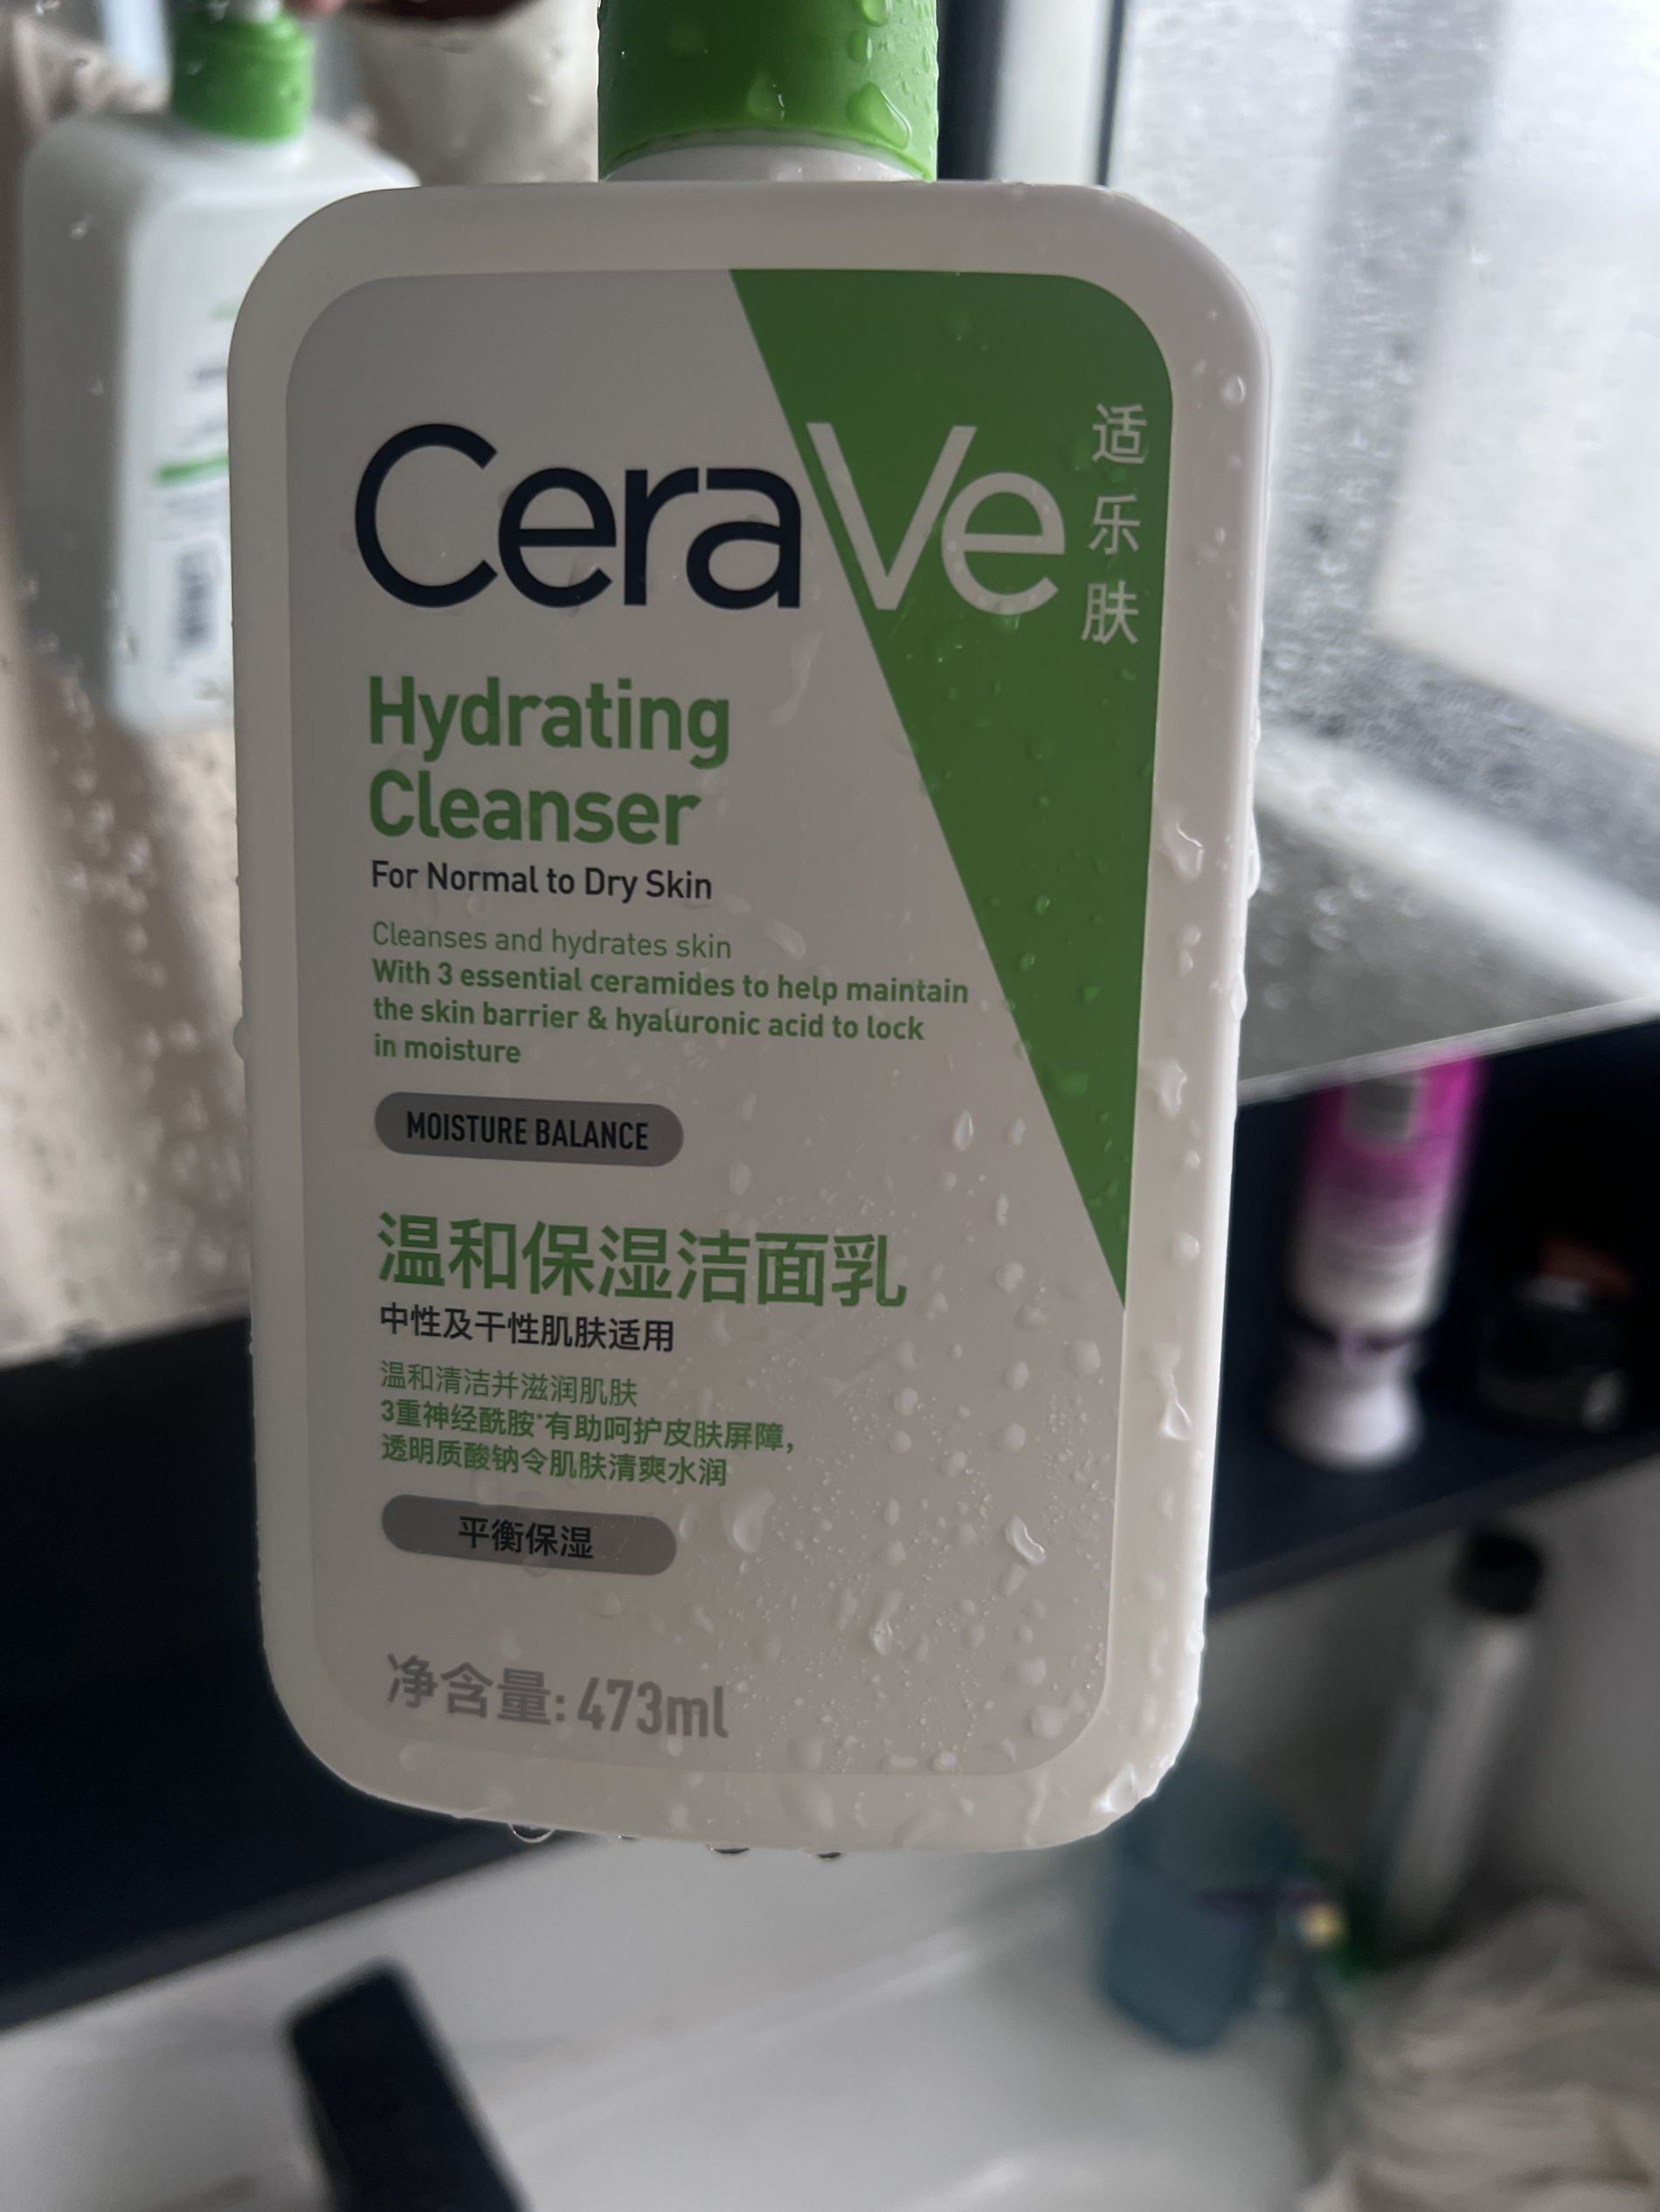 CeraVe
适乐肤
Hydrating
Cleanser
For Normal to Dry Skin
Cleanses and hydrates skin
With 3 essential ceramides to help maintain
the skin barrier & hyaluronic acid to lock
in moisture
MOISTURE BALANCE
温和保湿洁面乳
中性及干性肌肤适用
温和清洁并滋润肌肤
3重神经酰胺*有助呵护皮肤屏障，
透明质酸钠令肌肤清爽水润
平衡保湿
净含量: 473ml